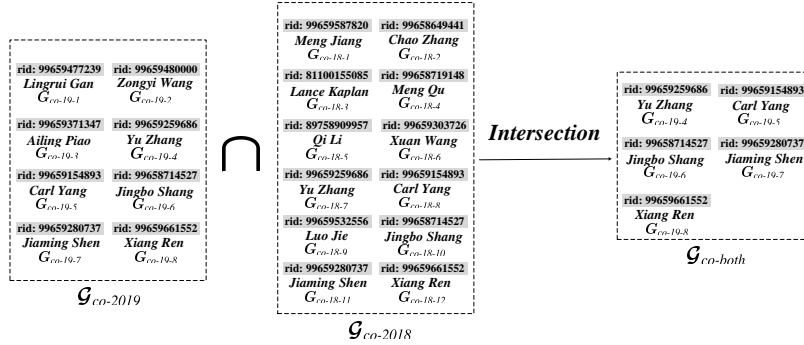 rid: 99659477239 rid: 99659480000
Lingrui Gan Zongyi Wang
G_co-19-1 G_co-19-2
rid: 99659371347 rid: 99659259686
Ailing Piao Yu Zhang
G_co-19-3 G_co-19-4
rid: 99659154893 rid: 99658714527
Carl Yang Jingbo Shang
G_co-19-5 G_co-19-6
rid: 99659280737 rid: 99659661552
Jiaming Shen Xiang Ren
G_co-19-7 G_co-19-8
G_co-2019
∩
rid: 99659587820 rid: 99658649441
Meng Jiang Chao Zhang
G_co-18-1 G_co-18-2
rid: 81100155085 rid: 99658719148
Lance Kaplan Meng Qu
G_co-18-3 G_co-18-4
rid: 89758909957 rid: 99659303726
Qi Li Xuan Wang
G_co-18-5 G_co-18-6
rid: 99659259686 rid: 99659154893
Yu Zhang Carl Yang
G_co-18-7 G_co-18-8
rid: 99659532556 rid: 99658714527
Luo Jie Jingbo Shang
G_co-18-9 G_co-18-10
rid: 99659280737 rid: 99659661552
Jiaming Shen Xiang Ren
G_co-18-11 G_co-18-12
G_co-2018
Intersection
rid: 99659259686 rid: 99659154893
Yu Zhang Carl Yang
G_co-19-4 G_co-19-5
rid: 99658714527 rid: 99659280737
Jingbo Shang Jiaming Shen
G_co-19-6 G_co-19-7
rid: 99659661552
Xiang Ren
G_co-19-8
G_co-both